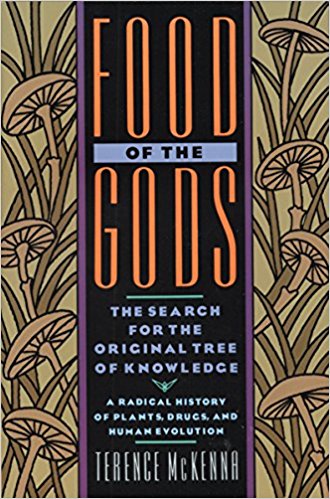 FOOD
OF THE
GODS
THE SEARCH
FOR THE
ORIGINAL TREE
OF KNOWLEDGE
A RADICAL HISTORY
OF PLANTS, DRUGS, AND
HUMAN EVOLUTION
TERENCE McKENNA